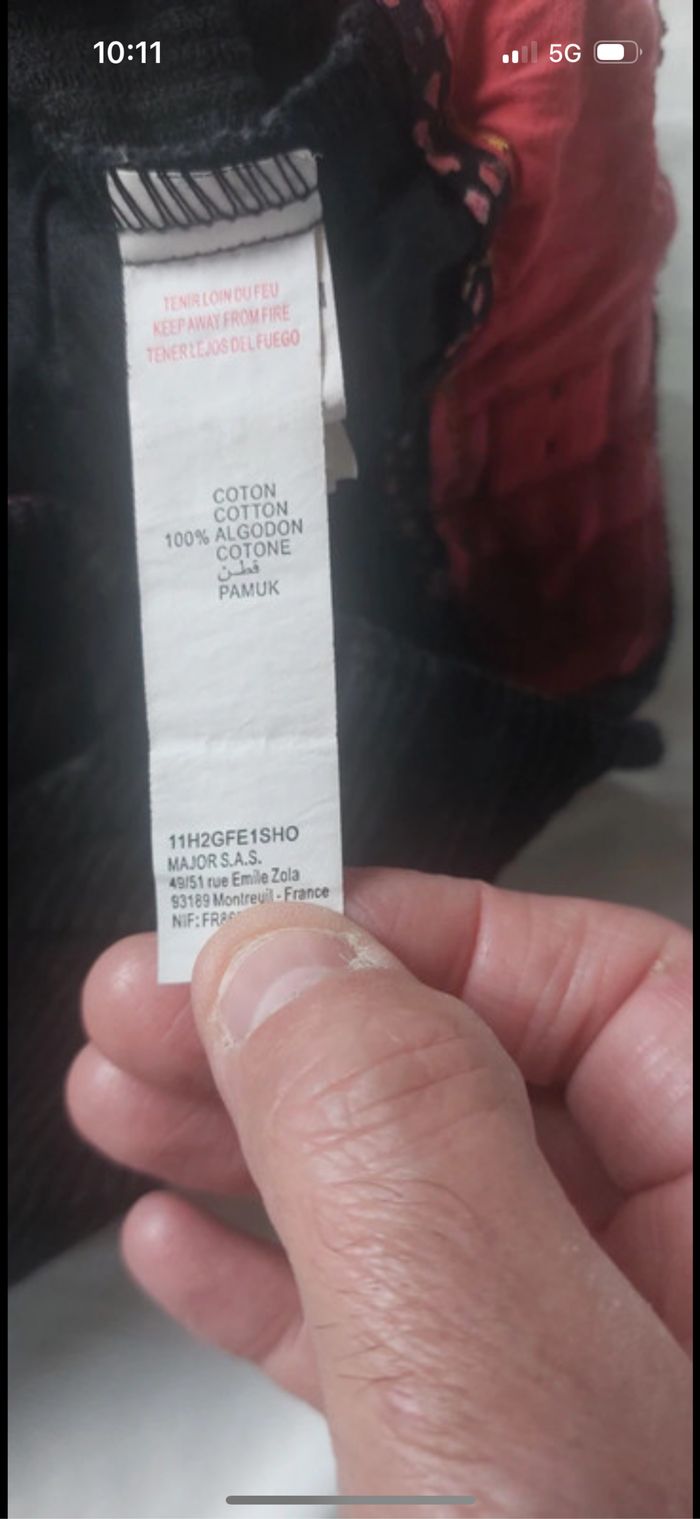 10:11
5G
TENIR LOIN DU FEU
KEEP AWAY FROM FIRE
TENER LEJOS DEL FUEGO
COTON
COTTON
100% ALGODON
COTONE
قطن
PAMUK
11H2GFE1SHO
MAJOR S.A.S.
49/51 rue Emile Zola
93189 Montreuil - France
NIF: